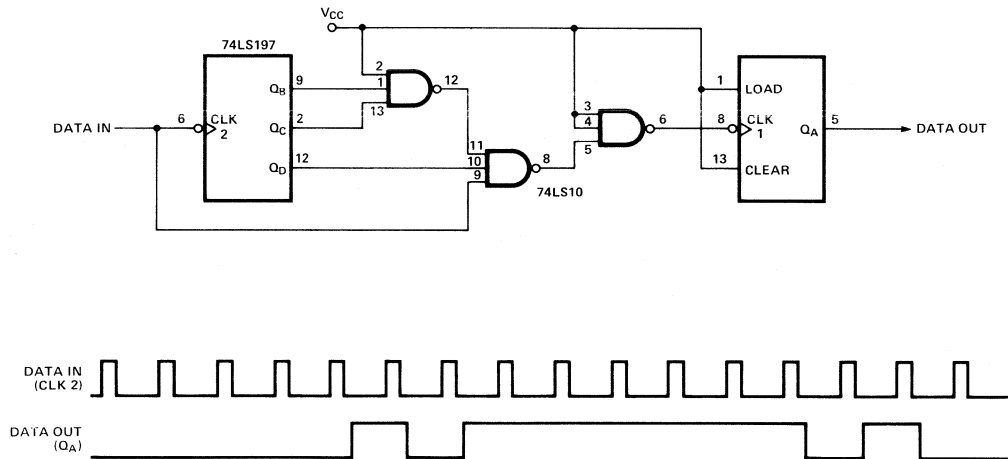 VCC
74LS197
QB 9
6 CLK 2
QC 2
QD 12
DATA IN
2
1
13
12
11
10
9
8
74LS10
3
4
5
6
1 LOAD
8 CLK 1
QA 5
DATA OUT
13 CLEAR
DATA IN
(CLK 2)
DATA OUT
(QA)